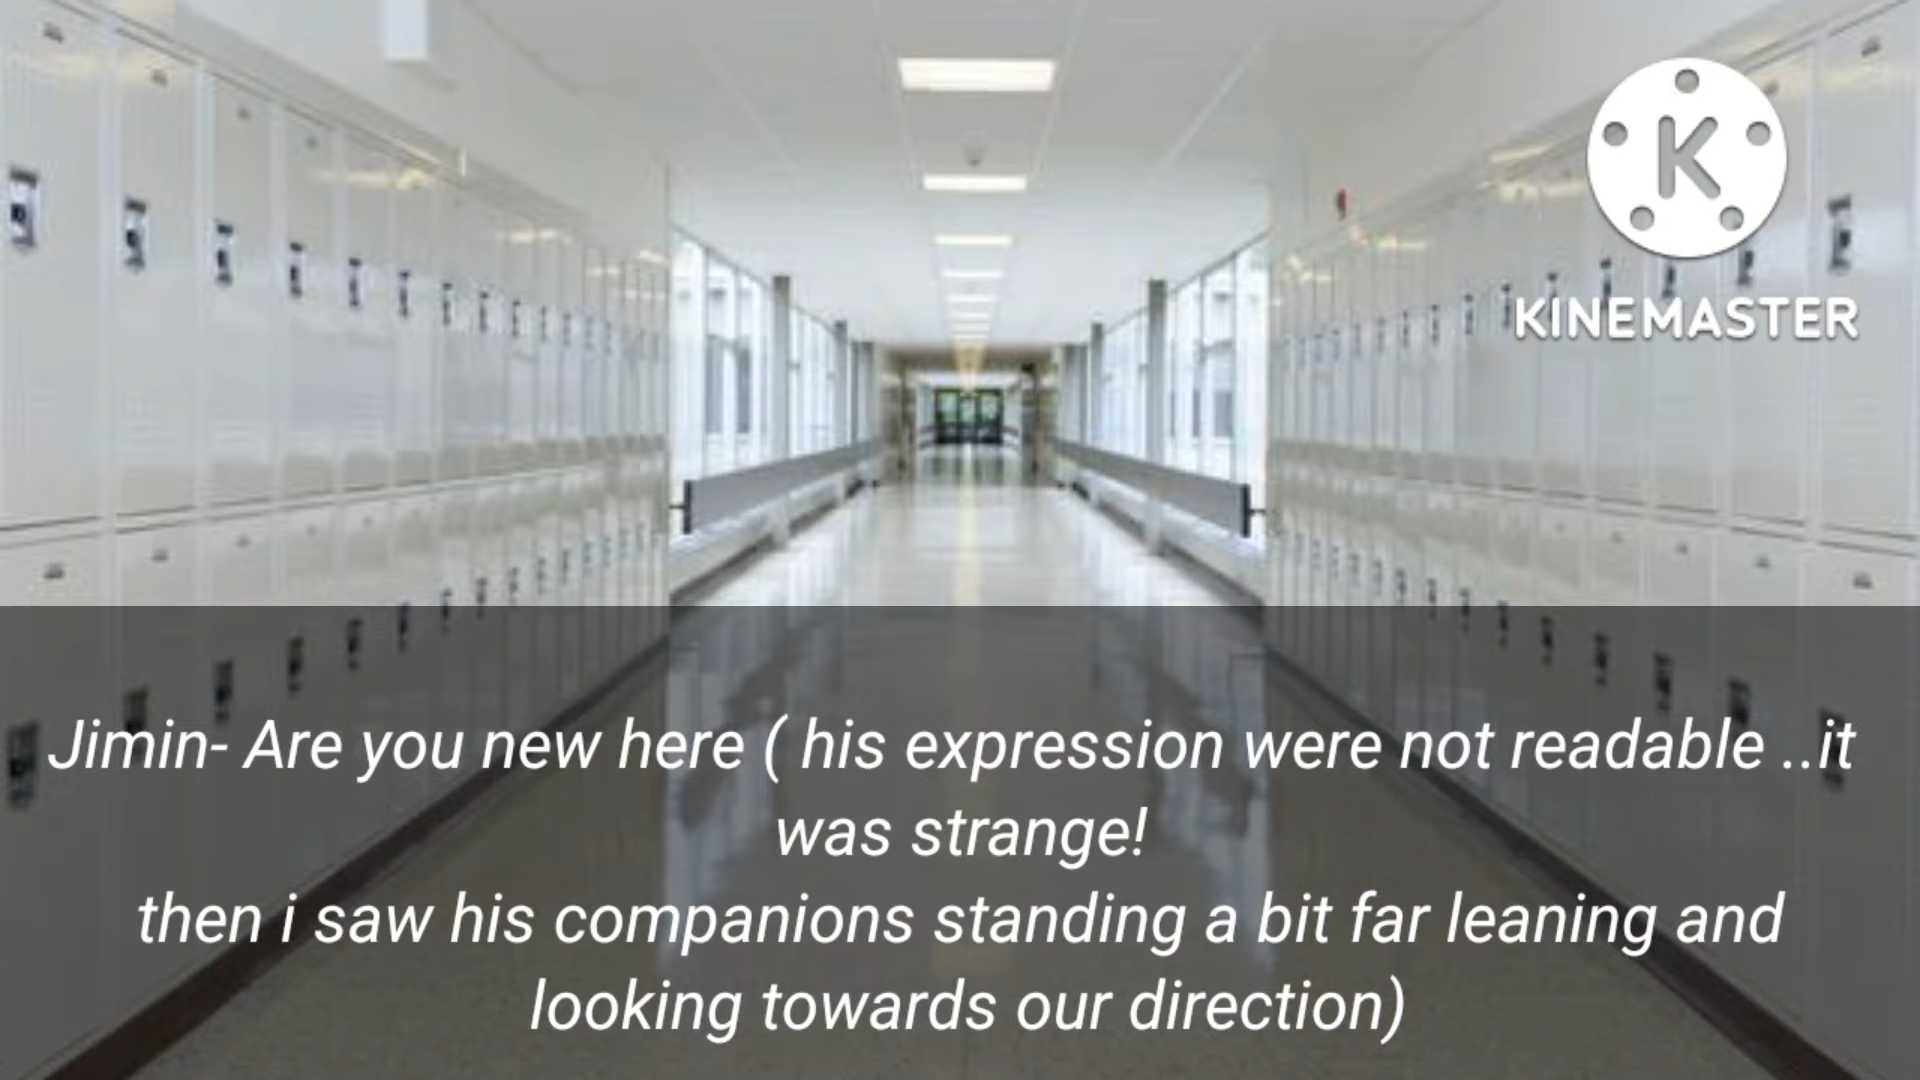 K
KINEMASTER
Jimin- Are you new here ( his expression were not readable ..it
was strange!
then i saw his companions standing a bit far leaning and
looking towards our direction)